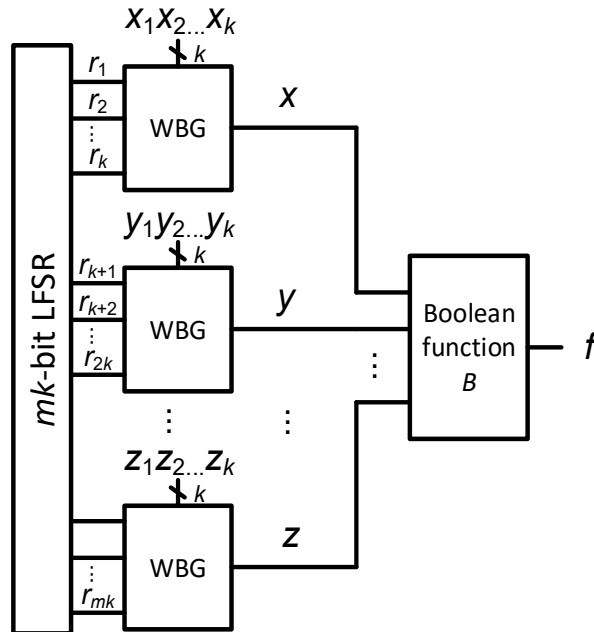 x₁x₂...xₖ
k
r₁
r₂
⋮
rₖ
WBG
x
mk-bit LFSR
y₁y₂...yₖ
k
rₖ₊₁
rₖ₊₂
⋮
r₂ₖ
WBG
y
Boolean
function
B
f
⋮
⋮ ⋮
z₁z₂...zₖ
k
⋮
rₘₖ
WBG
z